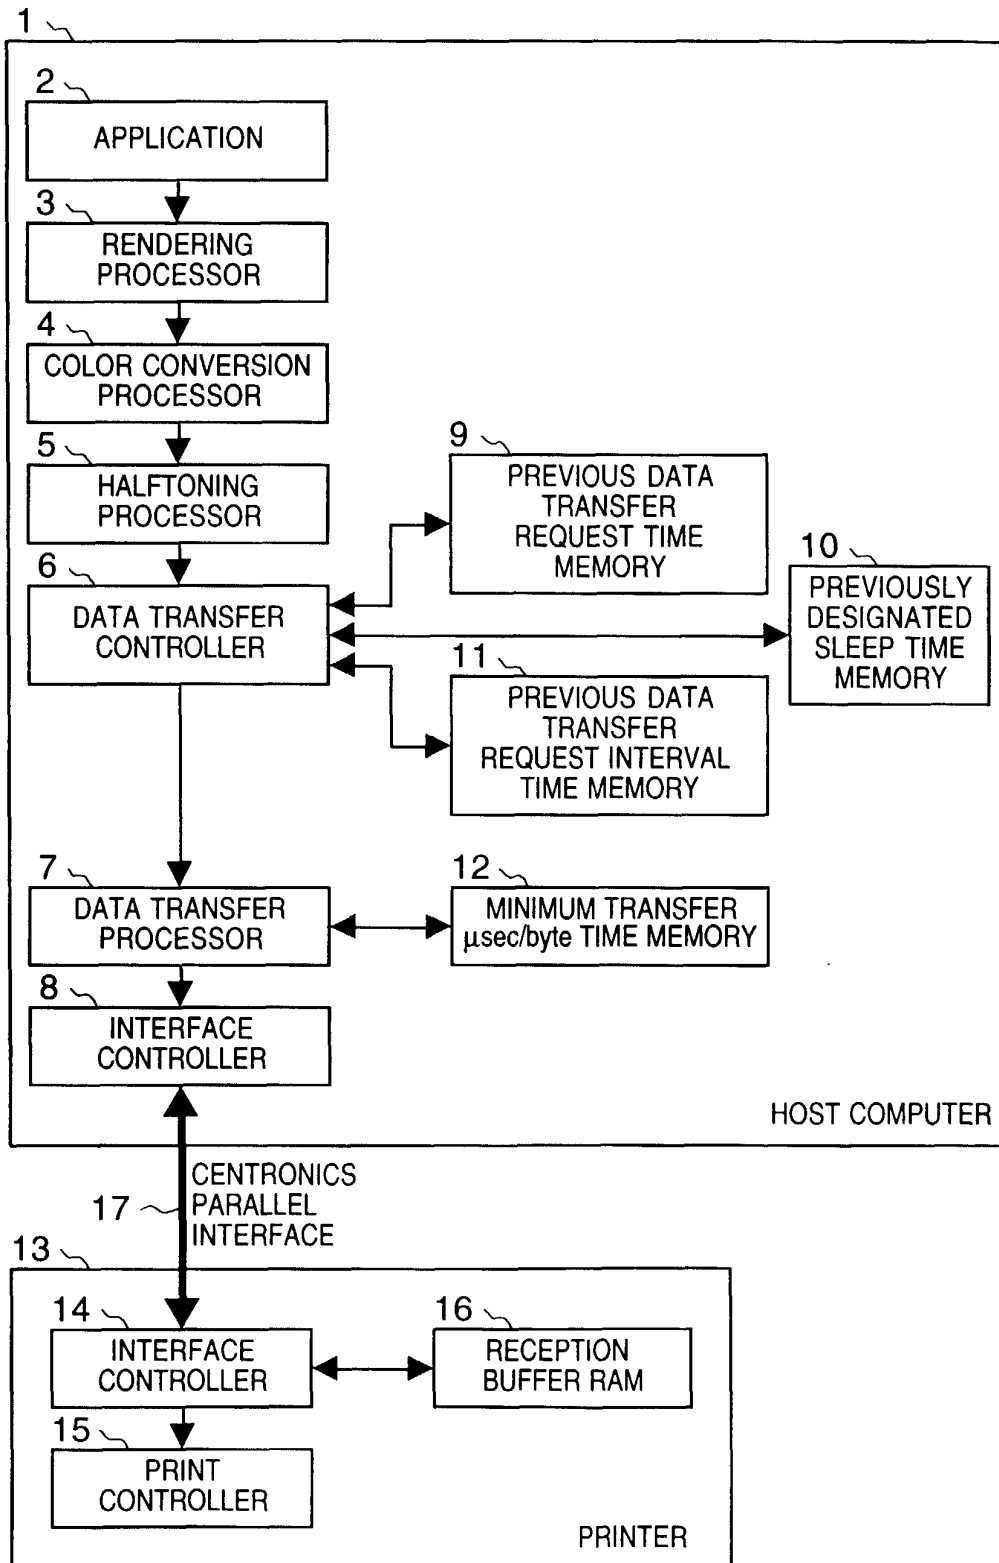 1
2
APPLICATION
3
RENDERING
PROCESSOR
4
COLOR CONVERSION
PROCESSOR
5
HALFTONING
PROCESSOR
6
DATA TRANSFER
CONTROLLER
9
PREVIOUS DATA
TRANSFER
REQUEST TIME
MEMORY
10
PREVIOUSLY
DESIGNATED
SLEEP TIME
MEMORY
11
PREVIOUS DATA
TRANSFER
REQUEST INTERVAL
TIME MEMORY
7
DATA TRANSFER
PROCESSOR
12
MINIMUM TRANSFER
μsec/byte TIME MEMORY
8
INTERFACE
CONTROLLER
HOST COMPUTER
17
CENTRONICS
PARALLEL
INTERFACE
13
14
INTERFACE
CONTROLLER
16
RECEPTION
BUFFER RAM
15
PRINT
CONTROLLER
PRINTER